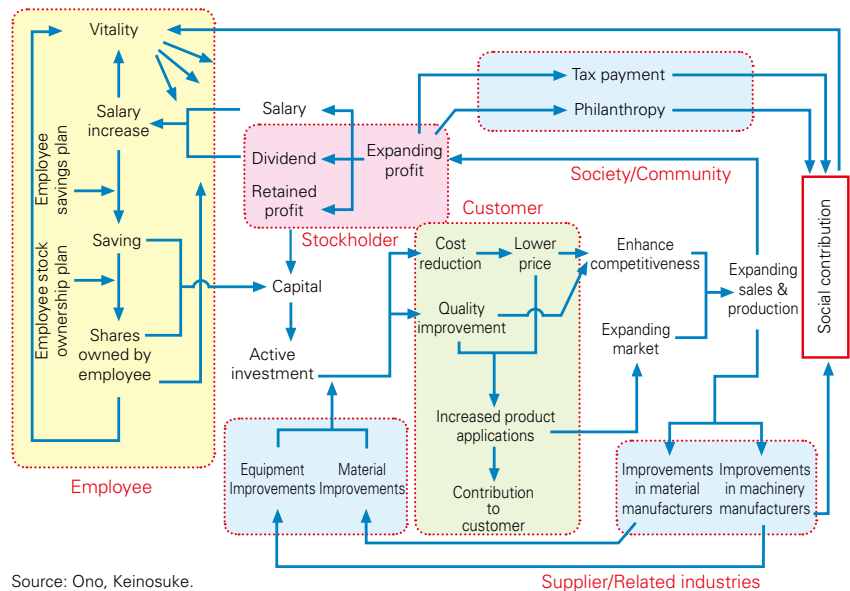 Vitality
Salary
increase
Employee
savings plan
Saving
Employee stock
ownership plan
Shares
owned by
employee
Employee
Salary
Dividend
Retained
profit
Expanding
profit
Stockholder
Capital
Active
investment
Tax payment
Philanthropy
Society/Community
Customer
Cost
reduction
Lower
price
Quality
improvement
Increased product
applications
Contribution
to
customer
Enhance
competitiveness
Expanding
market
Expanding
sales &
production
Social contribution
Equipment
Improvements
Material
Improvements
Improvements
in material
manufacturers
Improvements
in machinery
manufacturers
Supplier/Related industries
Source: Ono, Keinosuke.